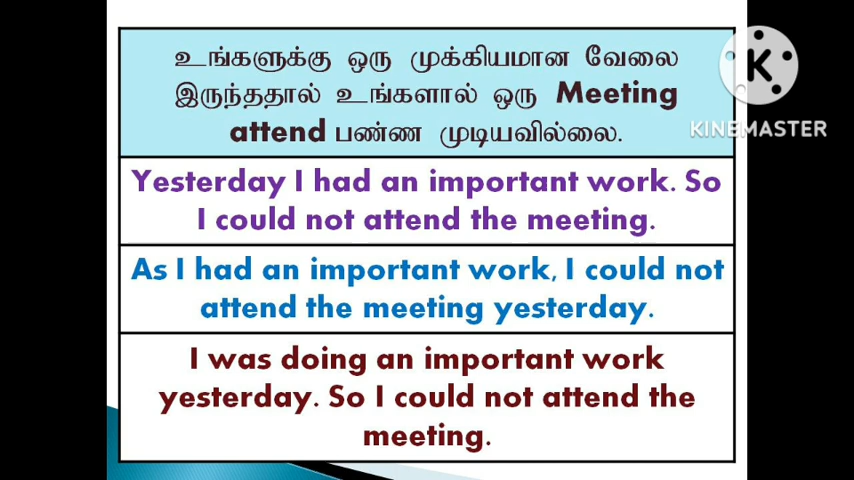 உங்களுக்கு ஒரு முக்கியமான வேலை
இருந்ததால் உங்களால் ஒரு Meeting
attend பண்ண முடியவில்லை.
K
KINEMASTER
Yesterday I had an important work. So
I could not attend the meeting.
As I had an important work, I could not
attend the meeting yesterday.
I was doing an important work
yesterday. So I could not attend the
meeting.